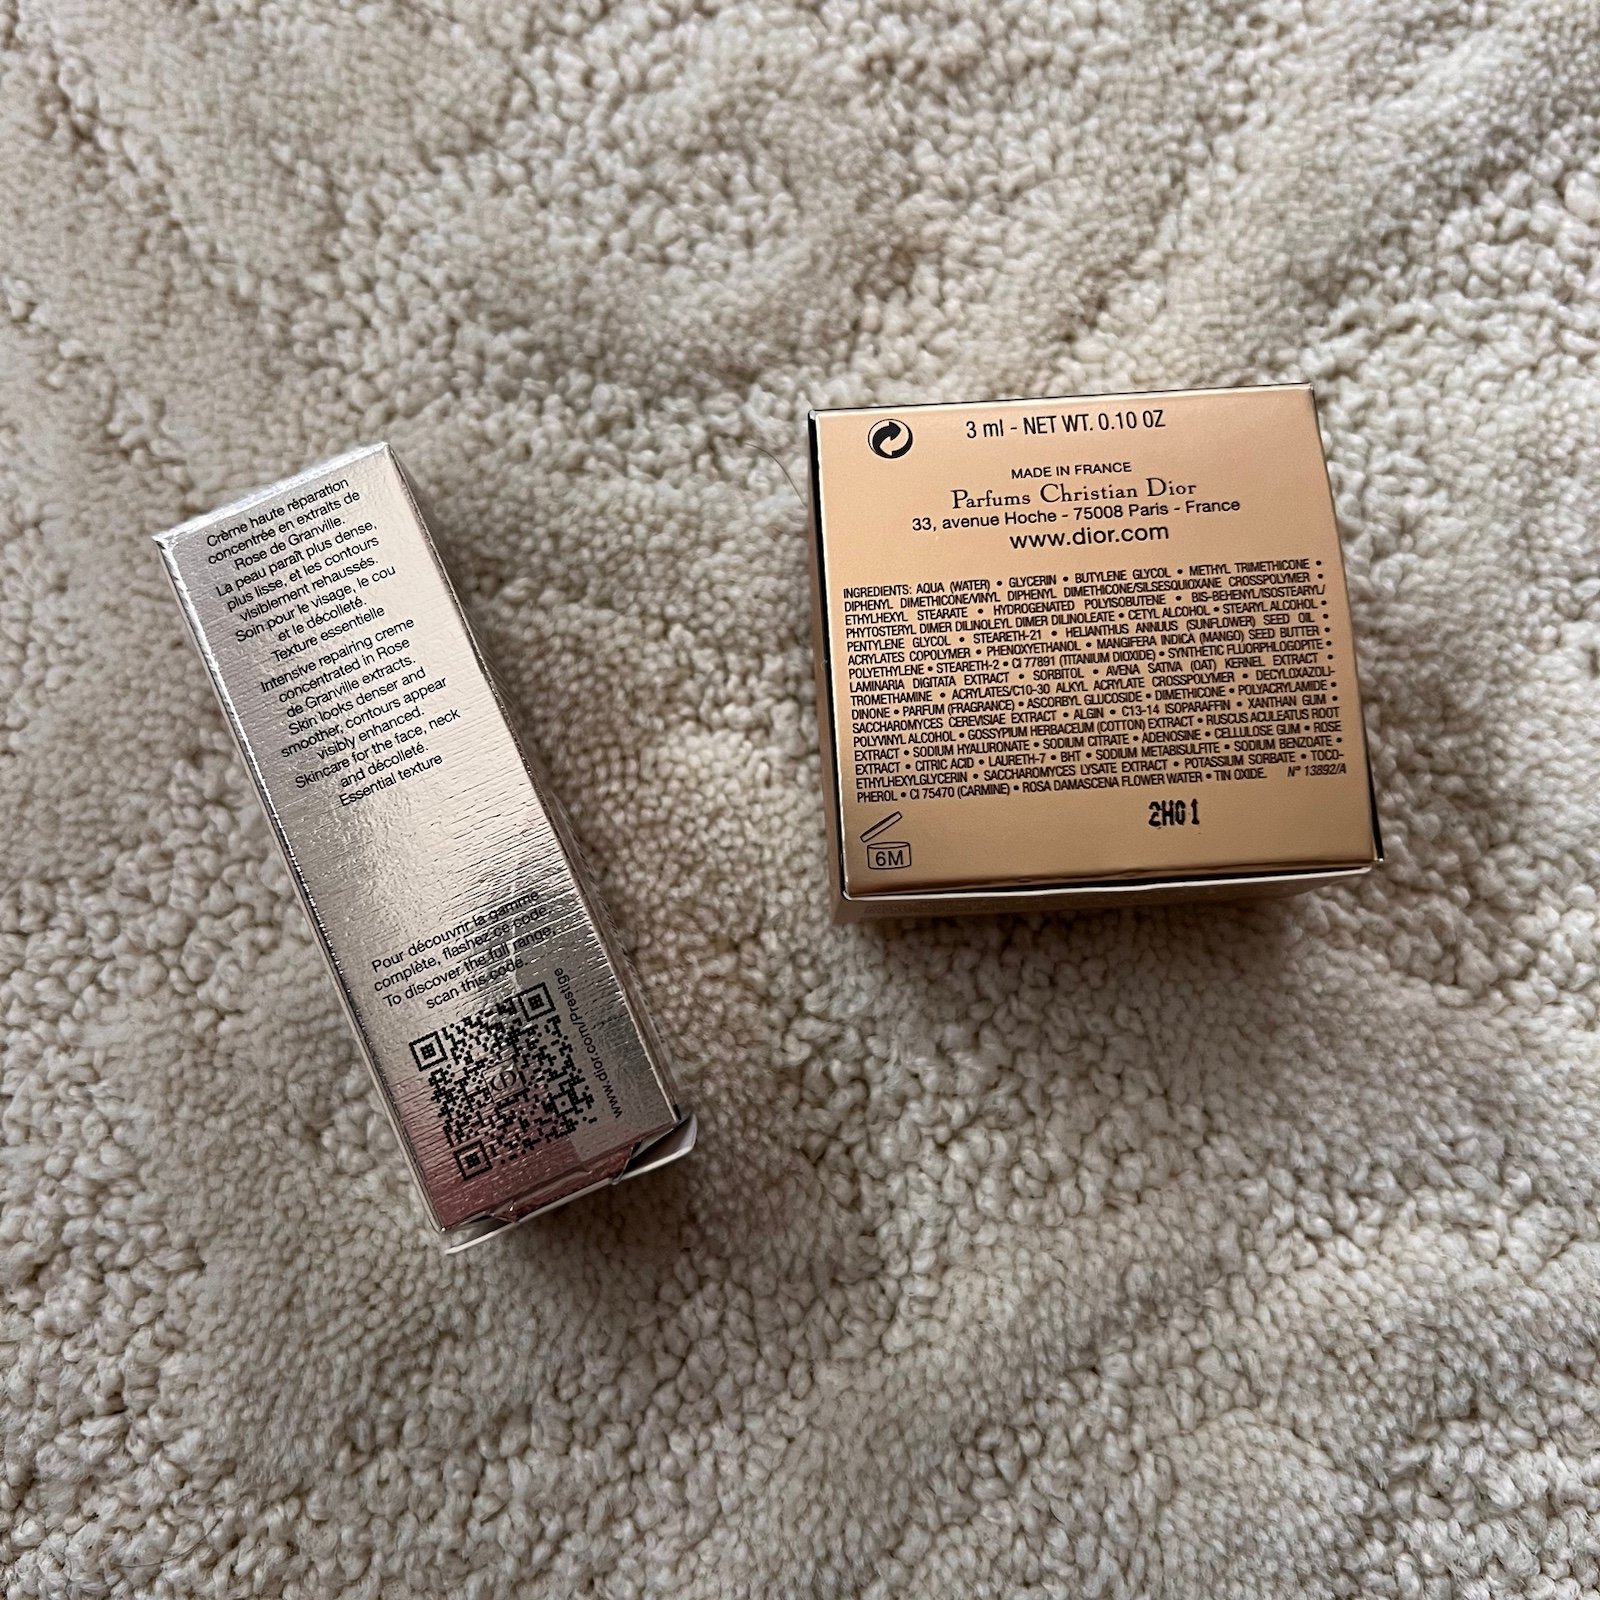 Crème haute réparation
concentrée en extraits de
Rose de Granville.
La peau paraît plus dense,
plus lisse, et les contours
visiblement rehaussés.
Soin pour le visage, le cou
et le décolleté.
Texture essentielle
Intensive repairing creme
concentrated in Rose
de Granville extracts.
Skin looks denser and
smoother, contours appear
visibly enhanced.
Skincare for the face, neck
and décolleté.
Essential texture
Pour découvrir la gamme
complète, flashez ce code.
To discover the full range,
scan this code.
www.dior.com/Prestige
3 ml - NET WT. 0.10 OZ
MADE IN FRANCE
Parfums Christian Dior
33, avenue Hoche - 75008 Paris - France
www.dior.com
INGREDIENTS: AQUA (WATER) • GLYCERIN • BUTYLENE GLYCOL • METHYL TRIMETHICONE •
DIPHENYL DIMETHICONE/VINYL DIPHENYL DIMETHICONE/SILSESQUIOXANE CROSSPOLYMER •
ETHYLHEXYL STEARATE • HYDROGENATED POLYISOBUTENE • BIS-BEHENYL/ISOSTEARYL/
PHYTOSTERYL DIMER DILINOLEYL DIMER DILINOLEATE • CETYL ALCOHOL • STEARYL ALCOHOL •
PENTYLENE GLYCOL • STEARETH-21 • HELIANTHUS ANNUUS (SUNFLOWER) SEED OIL •
ACRYLATES COPOLYMER • PHENOXYETHANOL • MANGIFERA INDICA (MANGO) SEED BUTTER •
POLYETHYLENE • STEARETH-2 • CI 77891 (TITANIUM DIOXIDE) • SYNTHETIC FLUORPHLOGOPITE •
LAMINARIA DIGITATA EXTRACT • SORBITOL • AVENA SATIVA (OAT) KERNEL EXTRACT •
TROMETHAMINE • ACRYLATES/C10-30 ALKYL ACRYLATE CROSSPOLYMER • DECYLOXAZOLI-
DINONE • PARFUM (FRAGRANCE) • ASCORBYL GLUCOSIDE • DIMETHICONE • POLYACRYLAMIDE •
SACCHAROMYCES CEREVISIAE EXTRACT • ALGIN • C13-14 ISOPARAFFIN • XANTHAN GUM •
POLYVINYL ALCOHOL • GOSSYPIUM HERBACEUM (COTTON) EXTRACT • RUSCUS ACULEATUS ROOT
EXTRACT • SODIUM HYALURONATE • SODIUM CITRATE • ADENOSINE • CELLULOSE GUM • ROSE
EXTRACT • CITRIC ACID • LAURETH-7 • BHT • SODIUM METABISULFITE • SODIUM BENZOATE •
ETHYLHEXYLGLYCERIN • SACCHAROMYCES LYSATE EXTRACT • POTASSIUM SORBATE • TOCO-
PHEROL • CI 75470 (CARMINE) • ROSA DAMASCENA FLOWER WATER • TIN OXIDE. N° 13892/A
2H01
6M